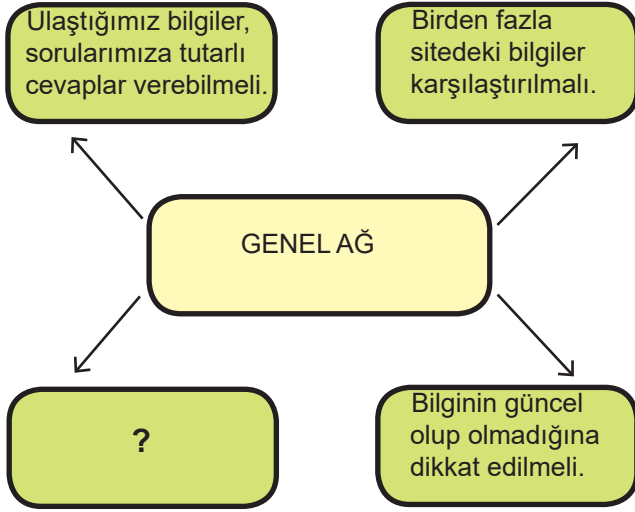 Ulaştığımız bilgiler,
sorularımıza tutarlı
cevaplar verebilmeli.
Birden fazla
sitedeki bilgiler
karşılaştırılmalı.
GENEL AĞ
?
Bilginin güncel
olup olmadığına
dikkat edilmeli.